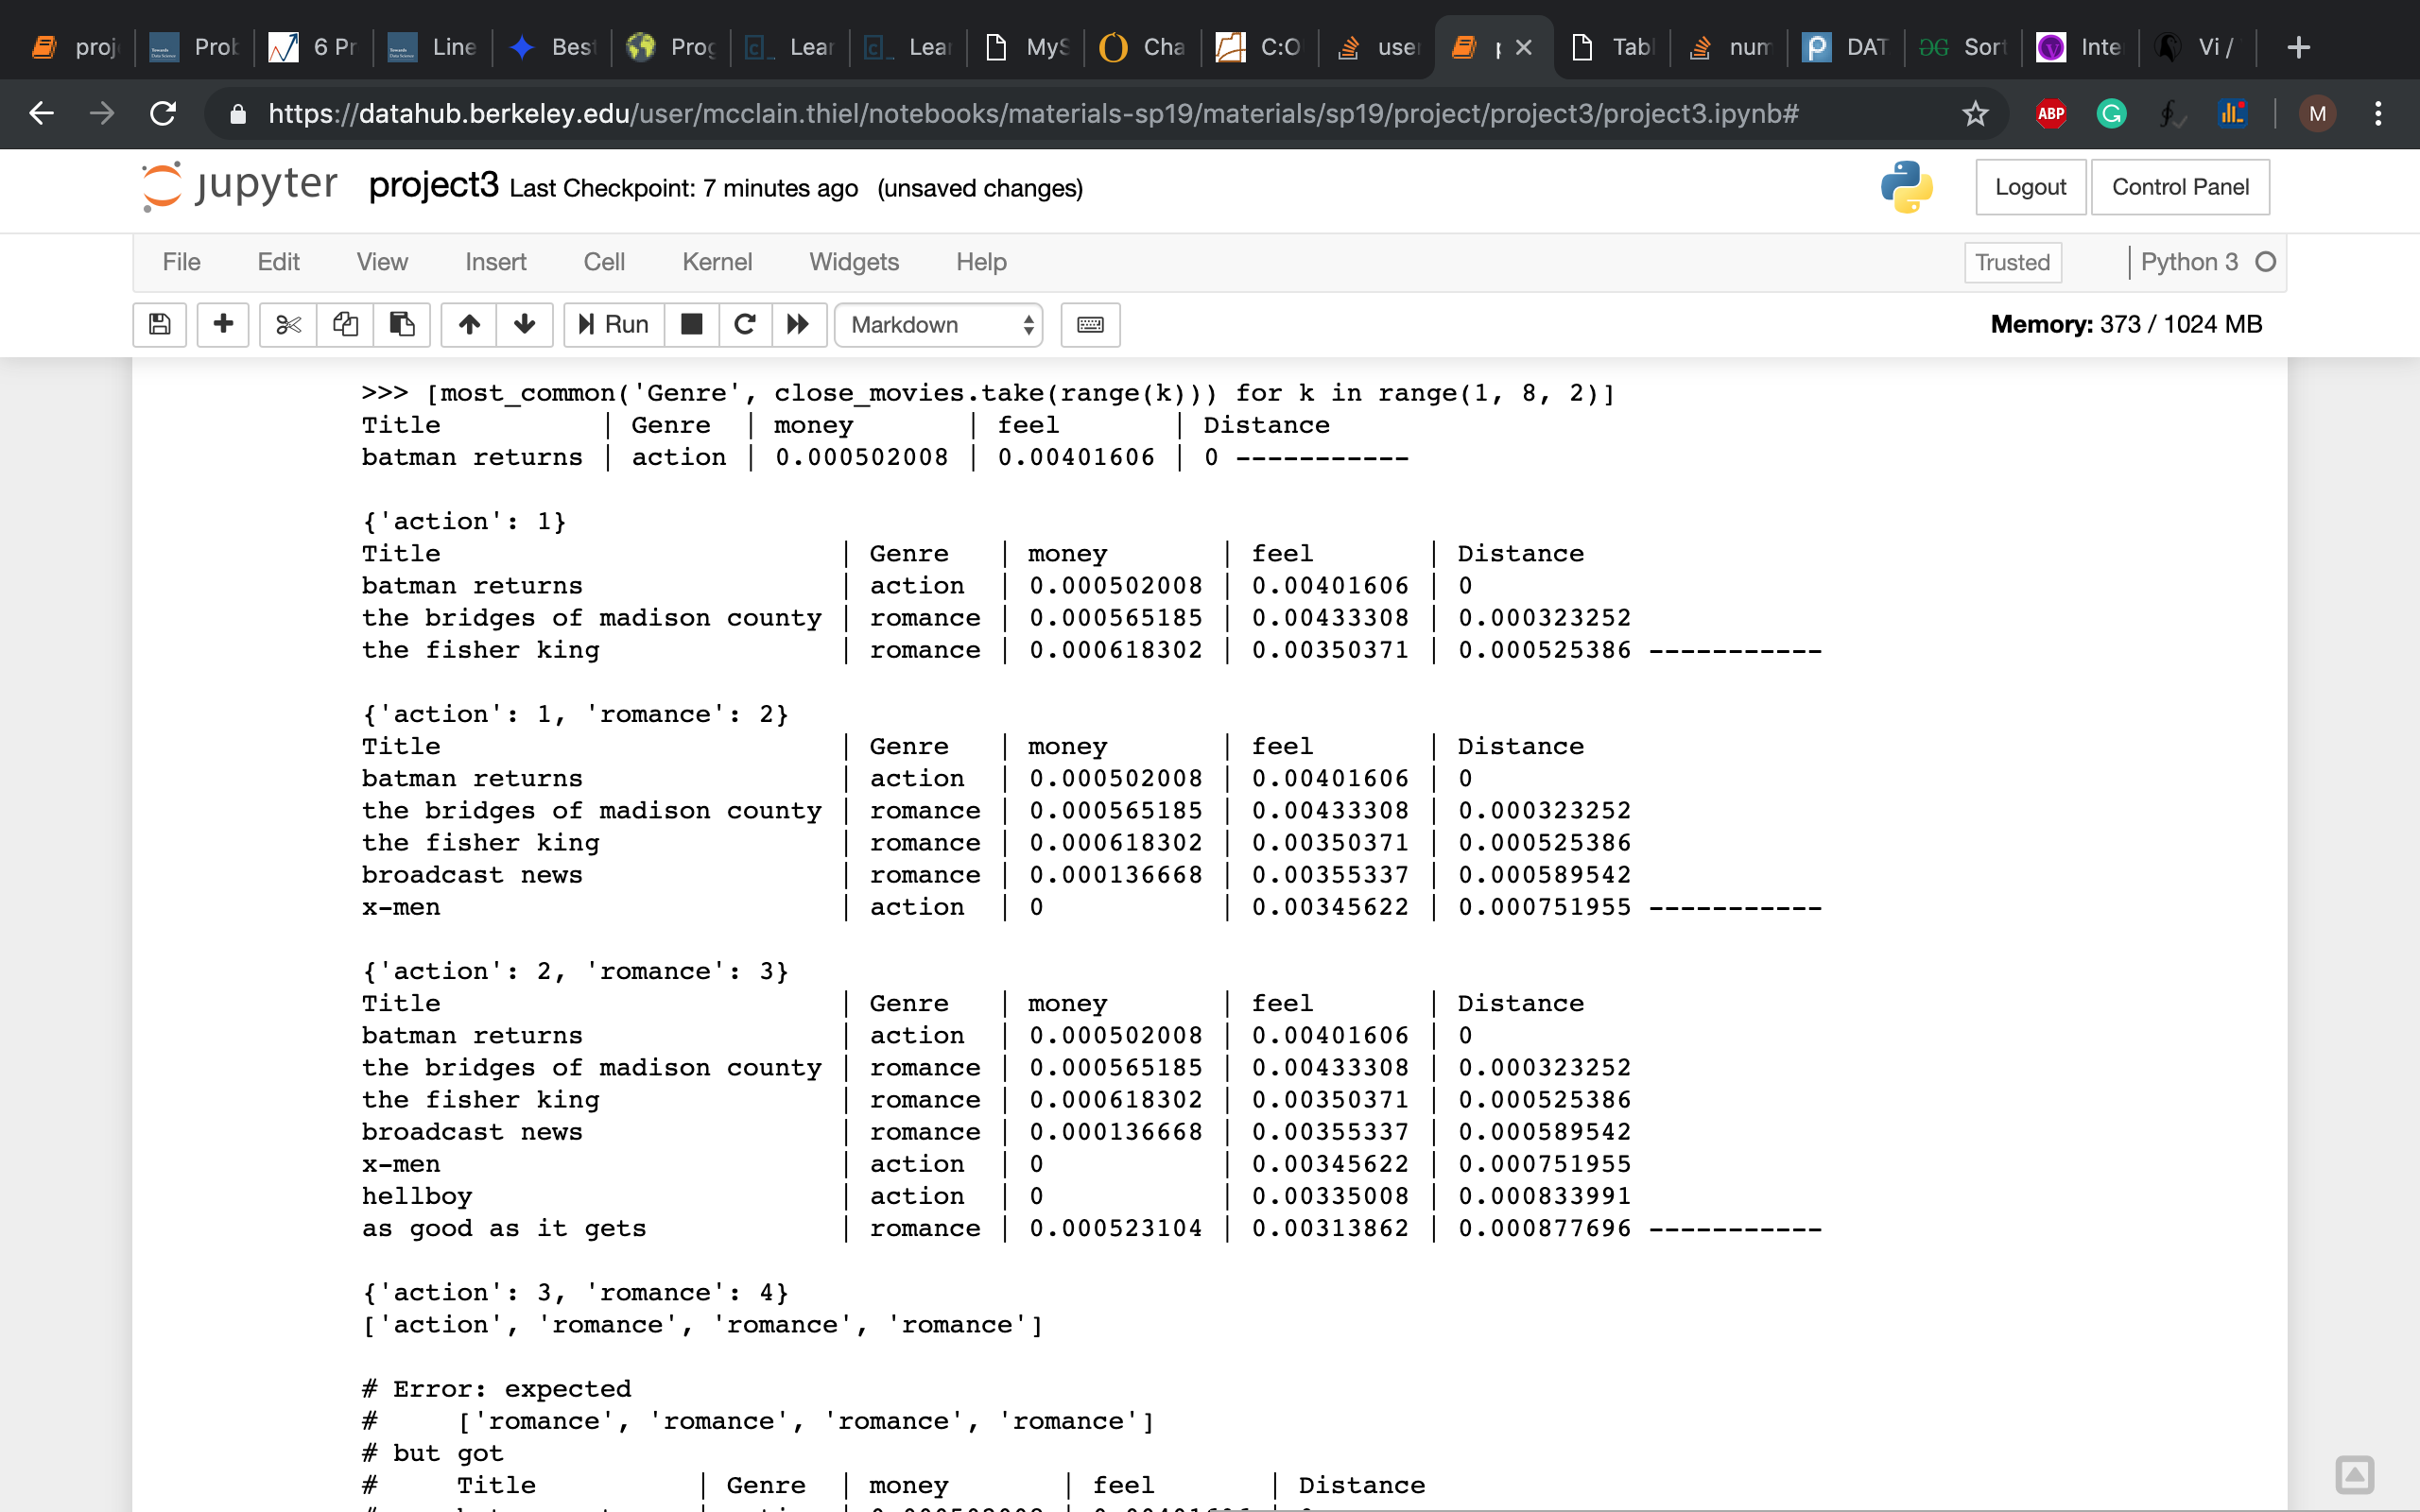 proj Prob 6 Pr Line Best Prog Lear Lear MyS Cha C:O user Tabl num DAT Sort Inte Vi /
https://datahub.berkeley.edu/user/mcclain.thiel/notebooks/materials-sp19/materials/sp19/project/project3/project3.ipynb#
ABP G M
jupyter project3 Last Checkpoint: 7 minutes ago (unsaved changes) Logout Control Panel
File Edit View Insert Cell Kernel Widgets Help Trusted | Python 3
Run Markdown Memory: 373 / 1024 MB
>>> [most_common('Genre', close_movies.take(range(k))) for k in range(1, 8, 2)]
Title | Genre | money | feel | Distance
batman returns | action | 0.000502008 | 0.00401606 | 0 -----------
{'action': 1}
Title | Genre | money | feel | Distance
batman returns | action | 0.000502008 | 0.00401606 | 0
the bridges of madison county | romance | 0.000565185 | 0.00433308 | 0.000323252
the fisher king | romance | 0.000618302 | 0.00350371 | 0.000525386 -----------
{'action': 1, 'romance': 2}
Title | Genre | money | feel | Distance
batman returns | action | 0.000502008 | 0.00401606 | 0
the bridges of madison county | romance | 0.000565185 | 0.00433308 | 0.000323252
the fisher king | romance | 0.000618302 | 0.00350371 | 0.000525386
broadcast news | romance | 0.000136668 | 0.00355337 | 0.000589542
x-men | action | 0 | 0.00345622 | 0.000751955 -----------
{'action': 2, 'romance': 3}
Title | Genre | money | feel | Distance
batman returns | action | 0.000502008 | 0.00401606 | 0
the bridges of madison county | romance | 0.000565185 | 0.00433308 | 0.000323252
the fisher king | romance | 0.000618302 | 0.00350371 | 0.000525386
broadcast news | romance | 0.000136668 | 0.00355337 | 0.000589542
x-men | action | 0 | 0.00345622 | 0.000751955
hellboy | action | 0 | 0.00335008 | 0.000833991
as good as it gets | romance | 0.000523104 | 0.00313862 | 0.000877696 -----------
{'action': 3, 'romance': 4}
['action', 'romance', 'romance', 'romance']
# Error: expected
# ['romance', 'romance', 'romance', 'romance']
# but got
# Title | Genre | money | feel | Distance